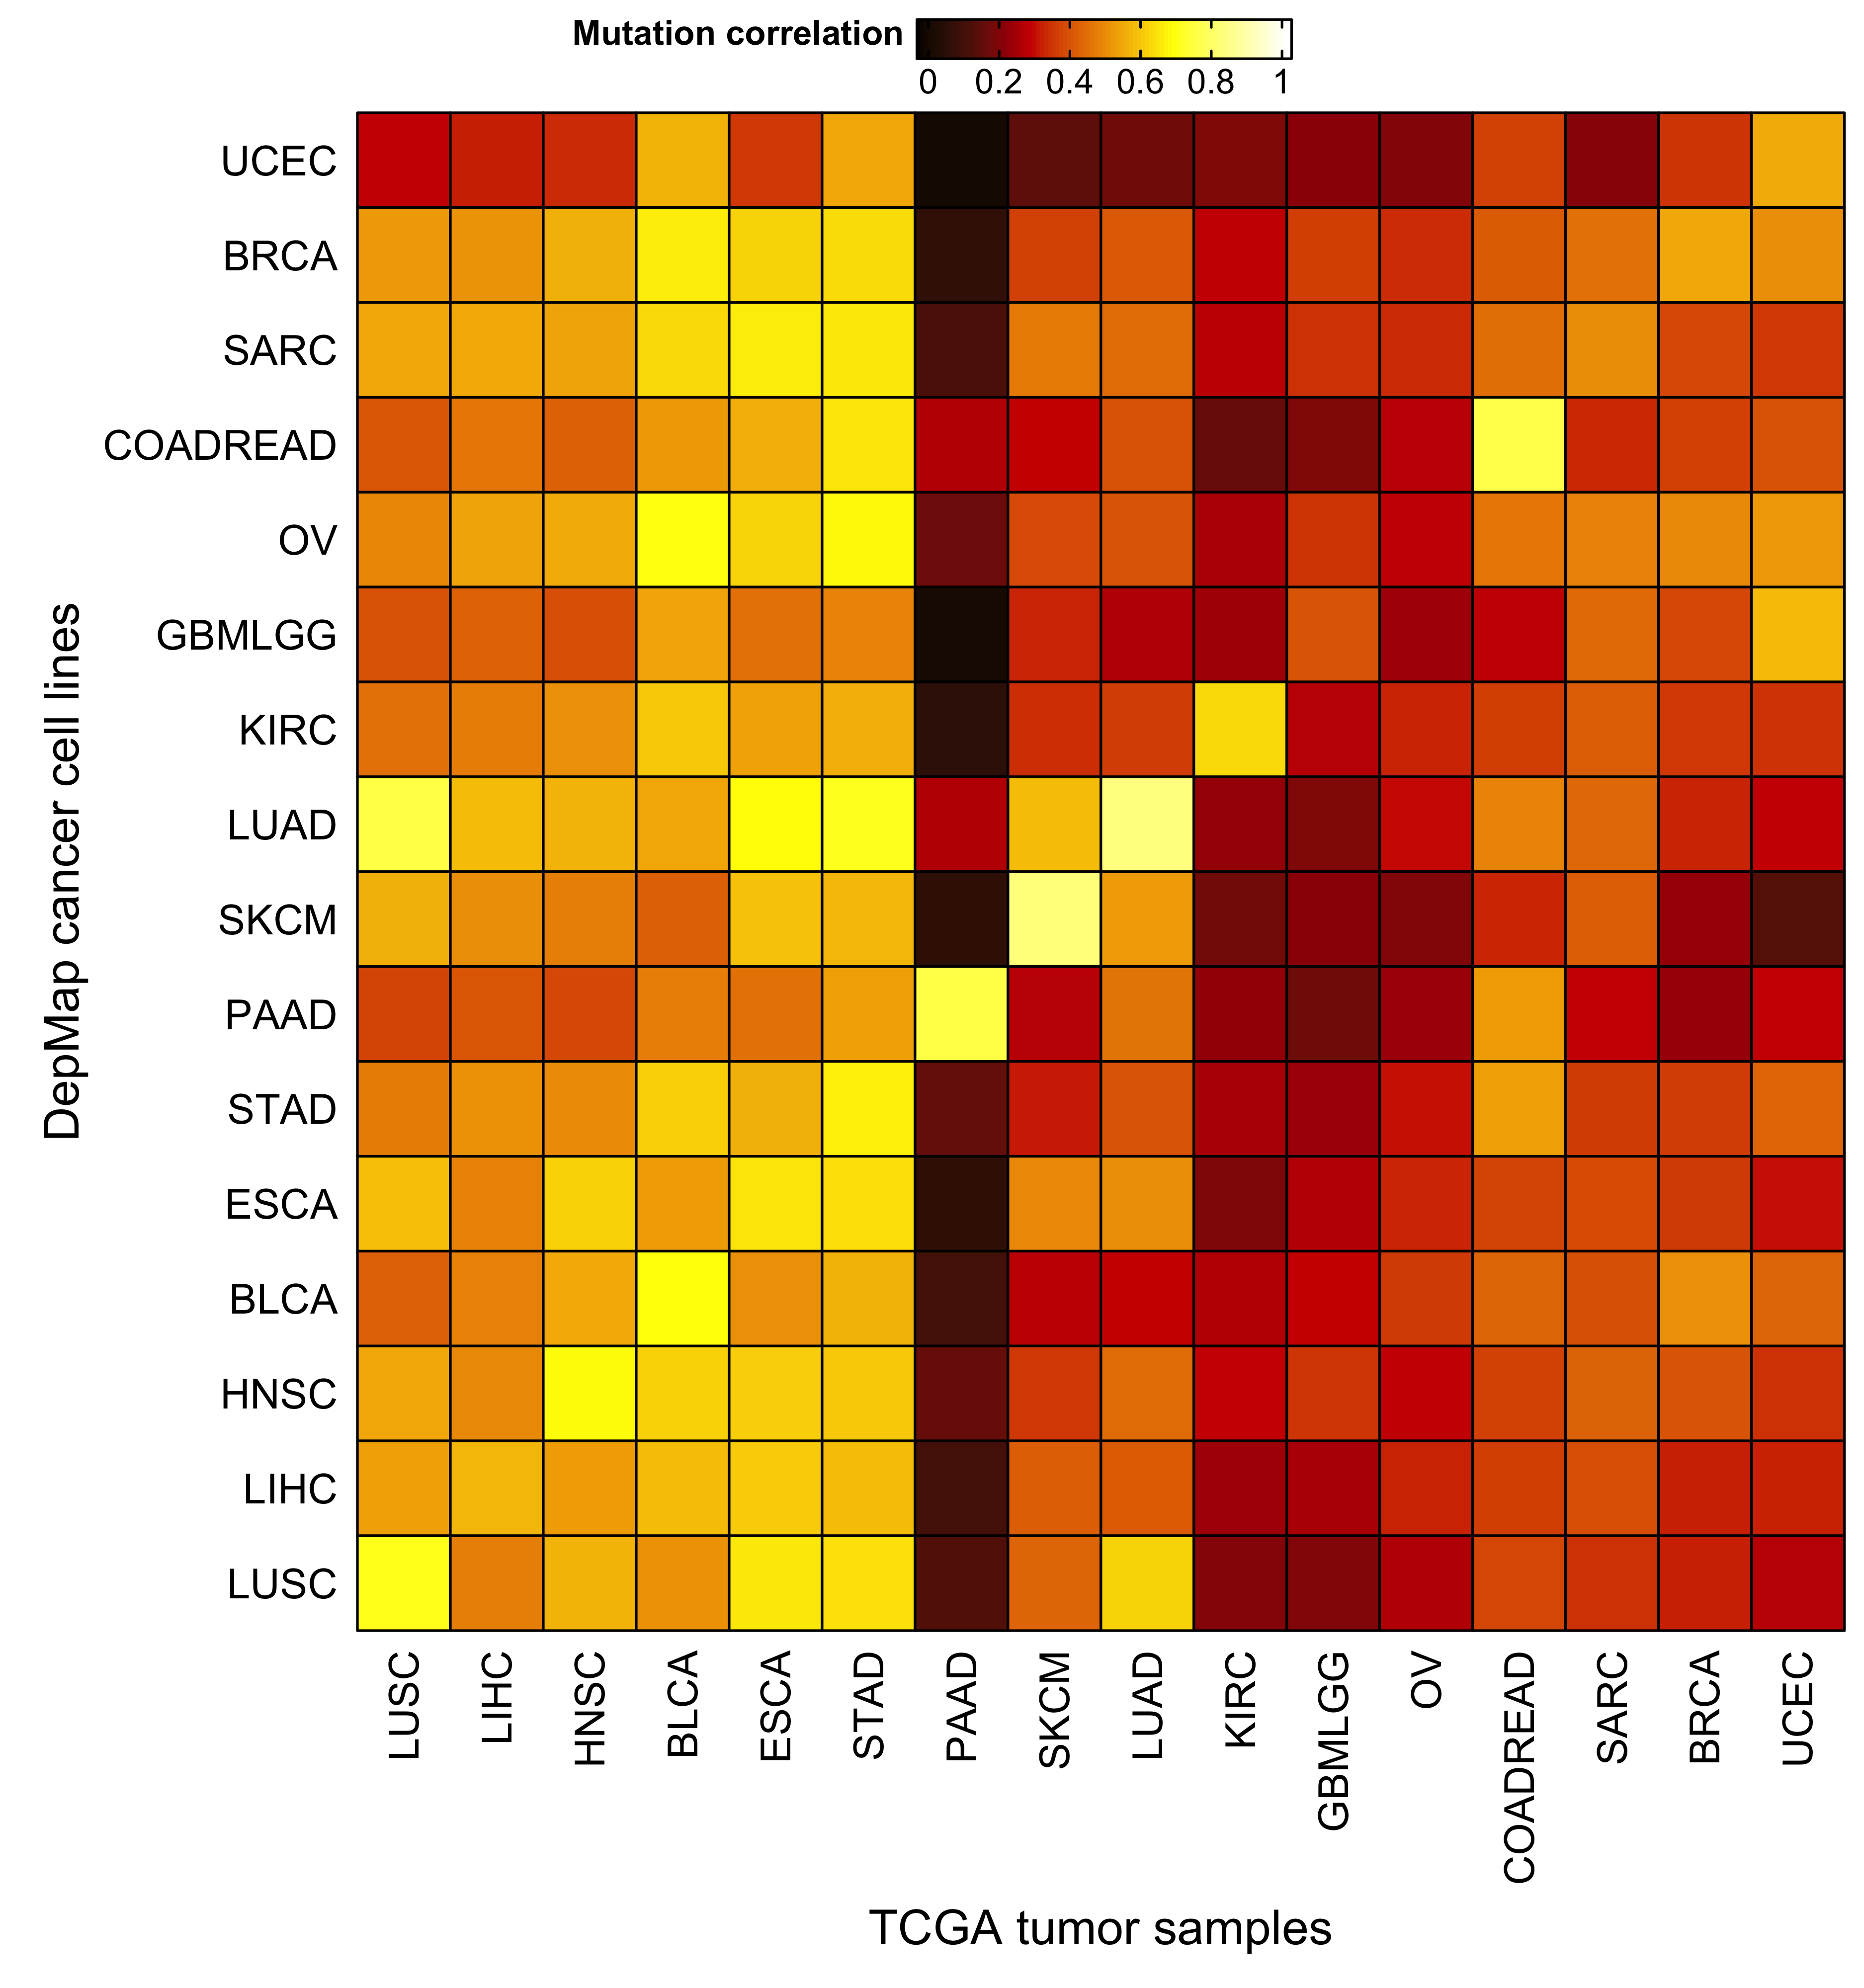 Mutation correlation
0 0.2 0.4 0.6 0.8 1
DepMap cancer cell lines
UCEC
BRCA
SARC
COADREAD
OV
GBMLGG
KIRC
LUAD
SKCM
PAAD
STAD
ESCA
BLCA
HNSC
LIHC
LUSC
LUSC LIHC HNSC BLCA ESCA STAD PAAD SKCM LUAD KIRC GBMLGG OV COADREAD SARC BRCA UCEC
TCGA tumor samples